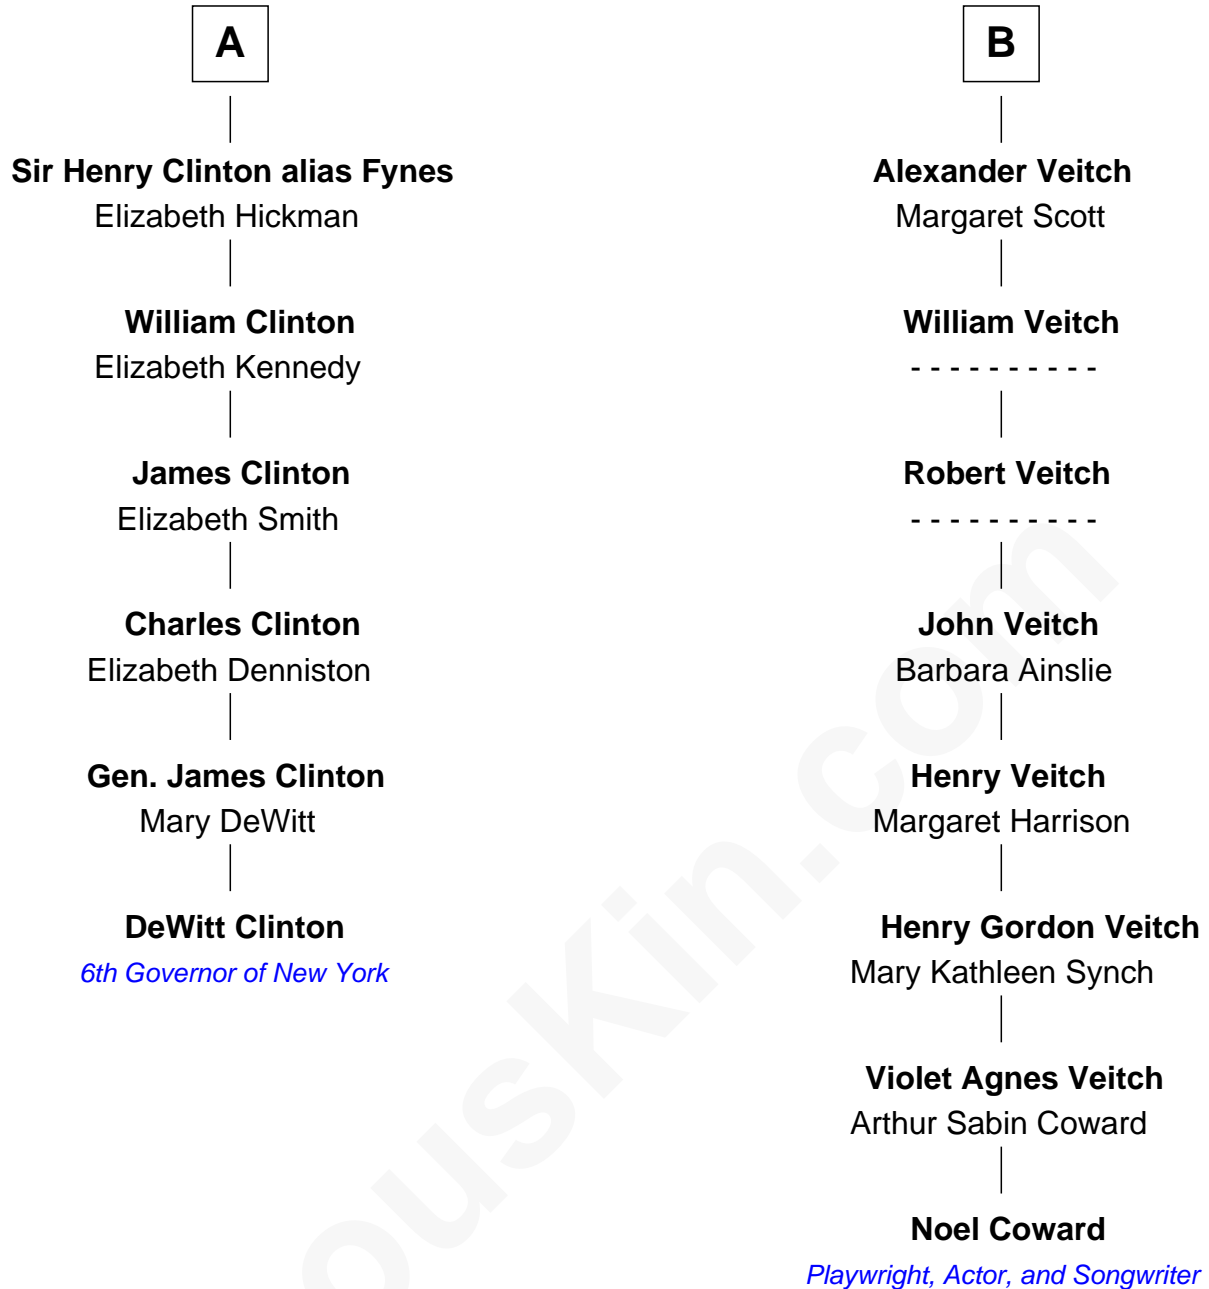 A
Sir Henry Clinton alias Fynes
Elizabeth Hickman
William Clinton
Elizabeth Kennedy
James Clinton
Elizabeth Smith
Charles Clinton
Elizabeth Denniston
Gen. James Clinton
Mary DeWitt
DeWitt Clinton
6th Governor of New York
B
Alexander Veitch
Margaret Scott
William Veitch
- - - - - - - - - -
Robert Veitch
- - - - - - - - - -
John Veitch
Barbara Ainslie
Henry Veitch
Margaret Harrison
Henry Gordon Veitch
Mary Kathleen Synch
Violet Agnes Veitch
Arthur Sabin Coward
Noel Coward
Playwright, Actor, and Songwriter
ousKin.com